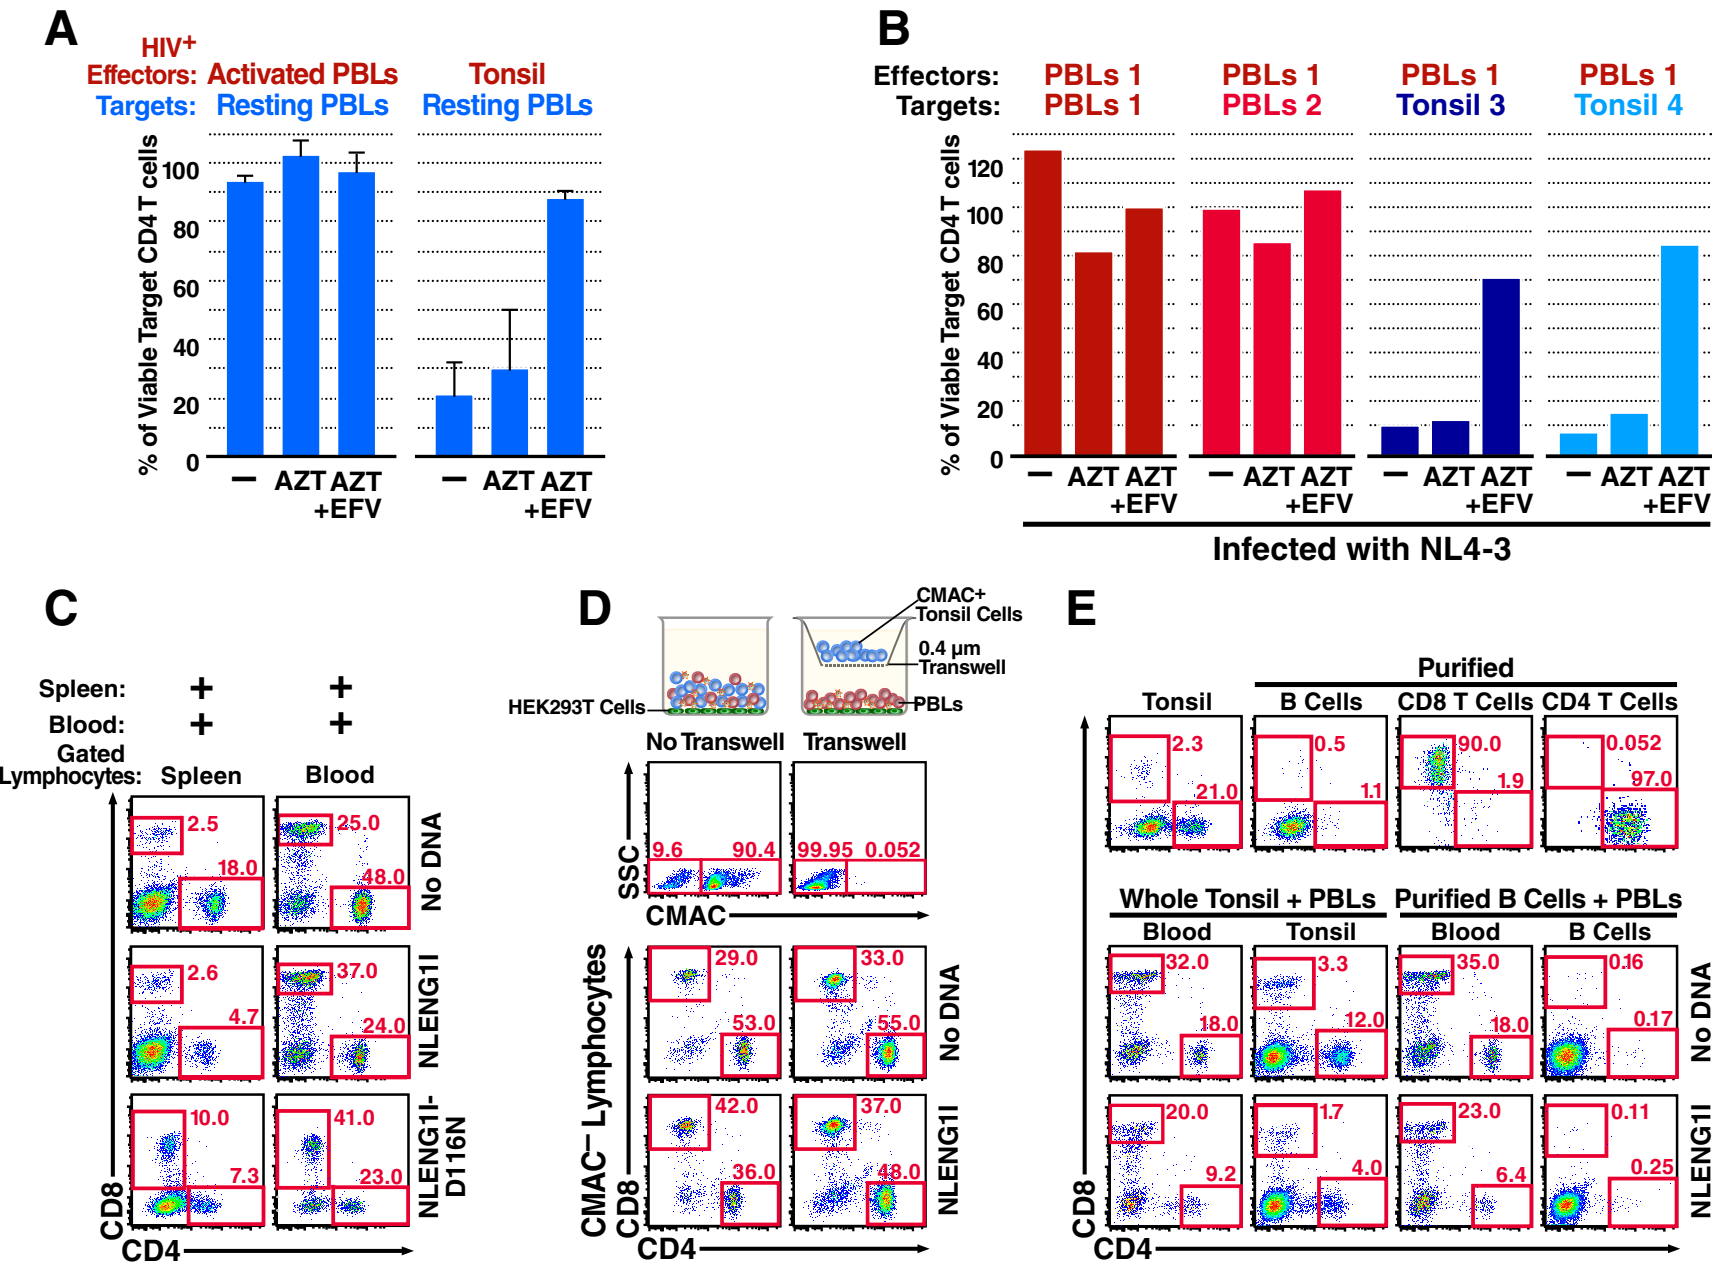 A
HIV+
Effectors: Activated PBLs Tonsil
Targets: Resting PBLs Resting PBLs
% of Viable Target CD4 T cells
100
80
60
40
20
0
– AZT AZT – AZT AZT
+EFV +EFV
B
Effectors: PBLs 1 PBLs 1 PBLs 1 PBLs 1
Targets: PBLs 1 PBLs 2 Tonsil 3 Tonsil 4
% of Viable Target CD4 T cells
120
100
80
60
40
20
0
– AZT AZT – AZT AZT – AZT AZT – AZT AZT
+EFV +EFV +EFV +EFV
Infected with NL4-3
C
Spleen: + +
Blood: + +
Gated
Lymphocytes: Spleen Blood
2.5 25.0
18.0 48.0
No DNA
2.6 37.0
4.7 24.0
NLENG1I
10.0 41.0
7.3 23.0
NLENG1I-
D116N
CD8
CD4
D
CMAC+
Tonsil Cells
0.4 µm
Transwell
HEK293T Cells PBLs
No Transwell Transwell
SSC
9.6 90.4 99.95 0.052
CMAC
CMAC– Lymphocytes
29.0 33.0
53.0 55.0
No DNA
42.0 37.0
36.0 48.0
NLENG1I
CD8
CD4
E
Purified
Tonsil B Cells CD8 T Cells CD4 T Cells
2.3 0.5 90.0 0.052
21.0 1.1 1.9 97.0
Whole Tonsil + PBLs Purified B Cells + PBLs
Blood Tonsil Blood B Cells
32.0 3.3 35.0 0.16
18.0 12.0 18.0 0.17
No DNA
20.0 1.7 23.0 0.11
9.2 4.0 6.4 0.25
NLENG1I
CD8
CD4